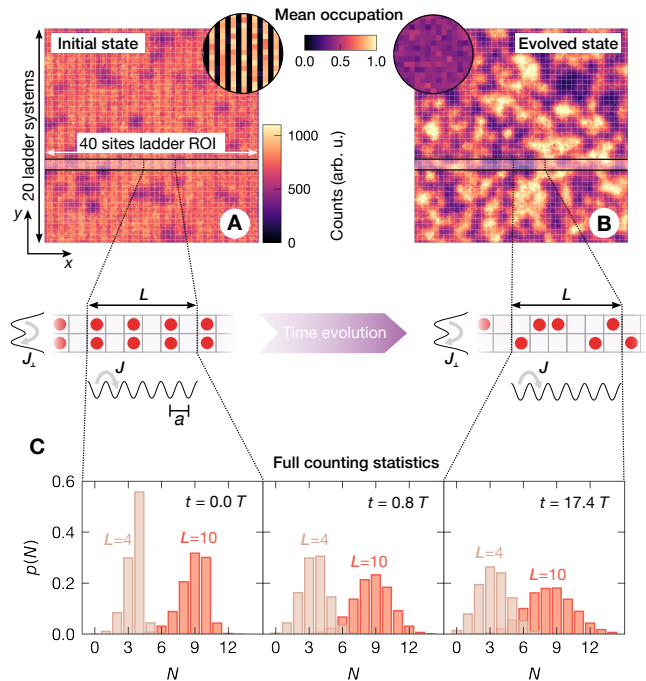 Mean occupation
Initial state
Evolved state
0.0 0.5 1.0
20 ladder systems
40 sites ladder ROI
1000
500
0
Counts (arb. u.)
y
x
A
B
L
L
Time evolution
J⊥
J
a
J⊥
J
C
Full counting statistics
0.6
0.4
0.2
0.0
p(N)
t = 0.0 T
L=4
L=10
t = 0.8 T
L=4
L=10
t = 17.4 T
L=4
L=10
0 3 6 9 12
0 3 6 9 12
0 3 6 9 12
N
N
N